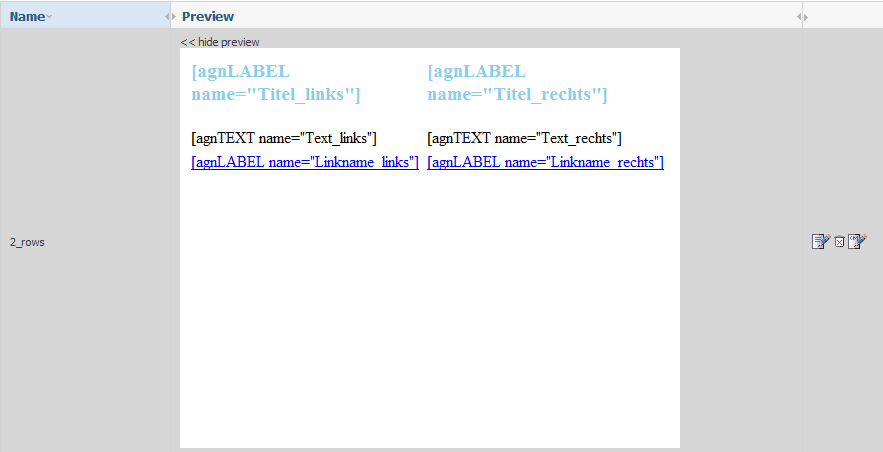 Name
Preview
<< hide preview
[agnLABEL
name="Titel_links"]
[agnLABEL
name="Titel_rechts"]
[agnTEXT name="Text_links"]
[agnTEXT name="Text_rechts"]
[agnLABEL name="Linkname_links"]
[agnLABEL name="Linkname_rechts"]
2_rows